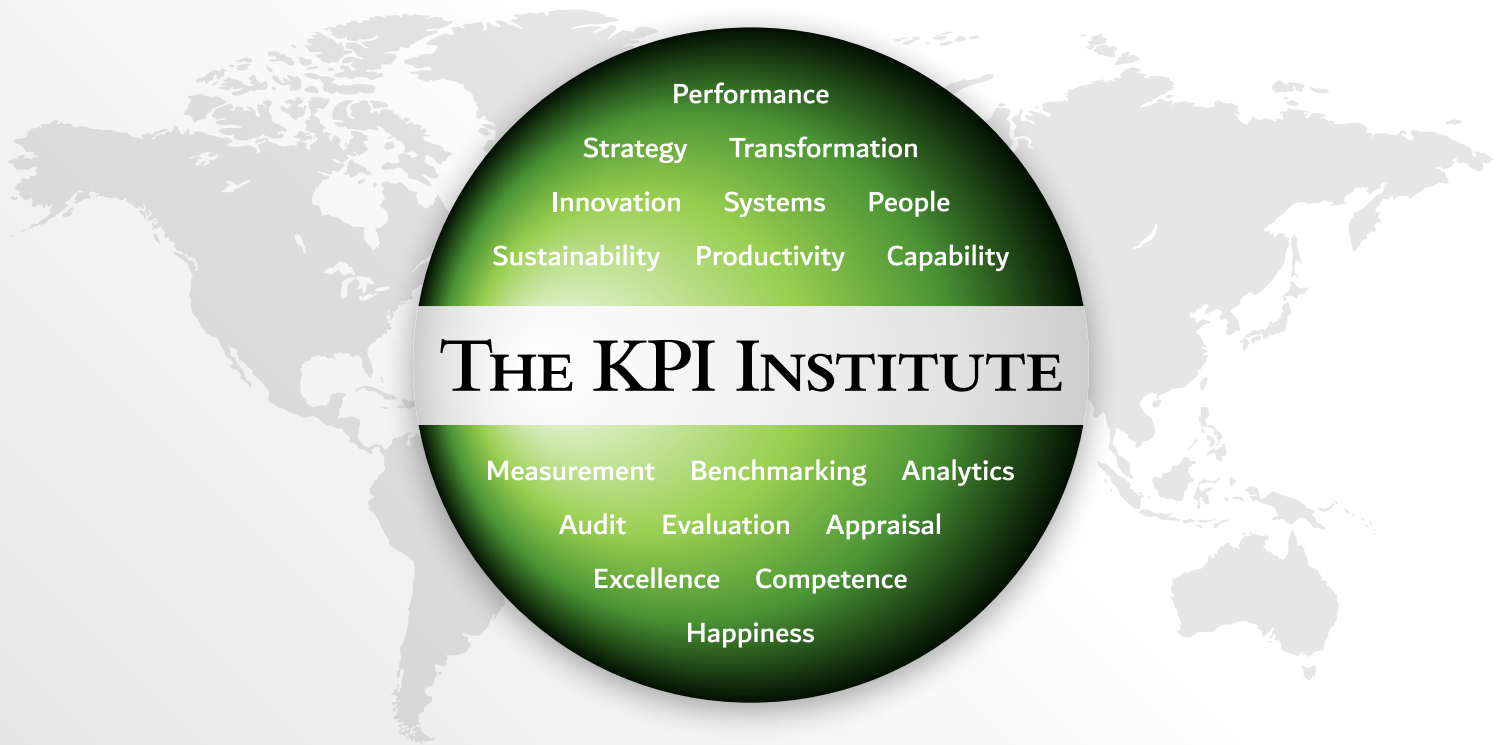 Performance
Strategy Transformation
Innovation Systems People
Sustainability Productivity Capability
The KPI Institute
Measurement Benchmarking Analytics
Audit Evaluation Appraisal
Excellence Competence
Happiness